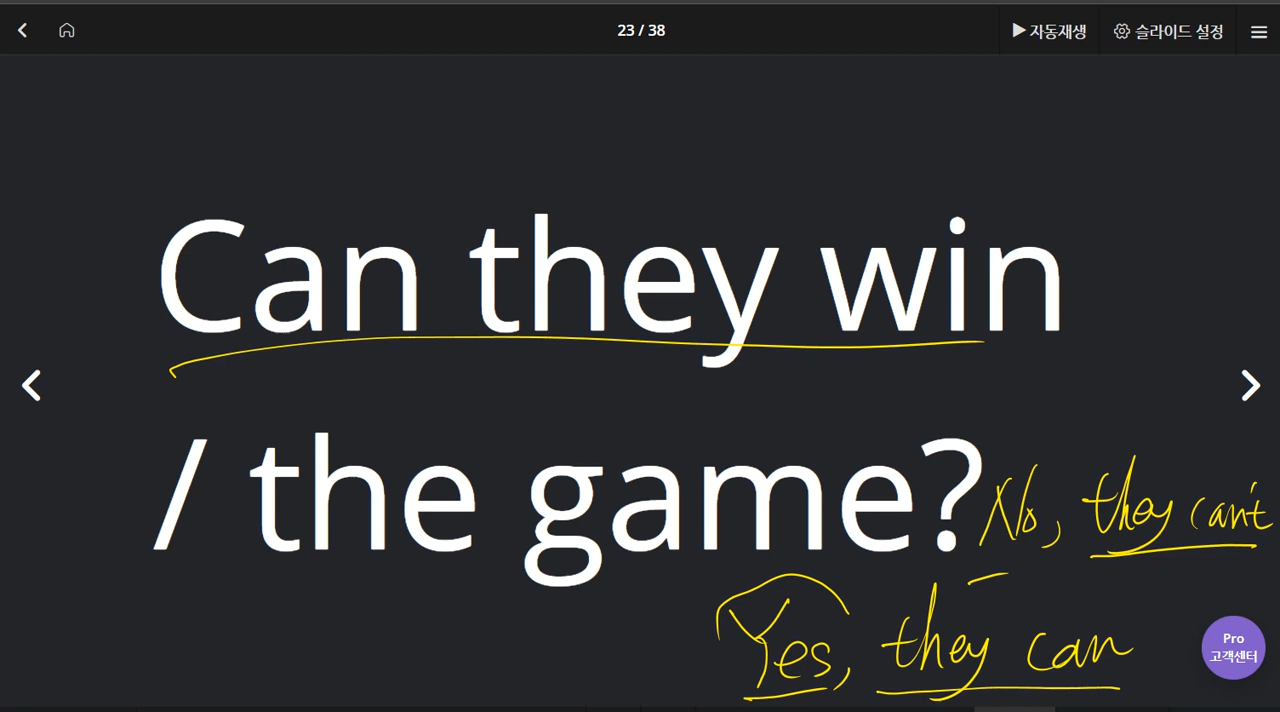 23 / 38
▶자동재생
슬라이드 설정
Can they win
/ the game?
No, they can't
Yes, they can
Pro
고객센터